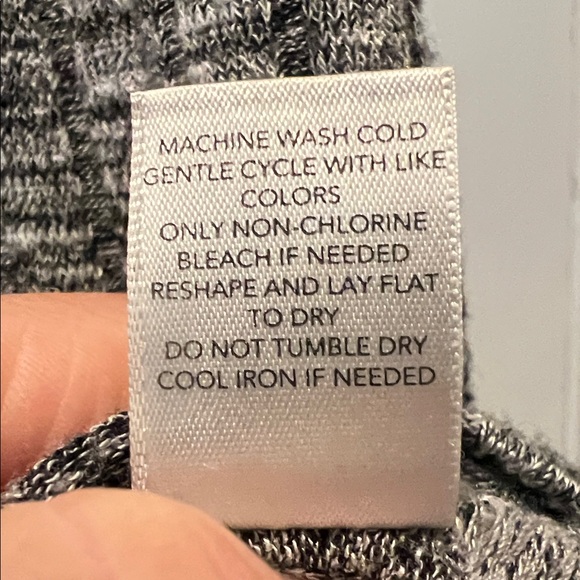 MACHINE WASH COLD
GENTLE CYCLE WITH LIKE
COLORS
ONLY NON-CHLORINE
BLEACH IF NEEDED
RESHAPE AND LAY FLAT
TO DRY
DO NOT TUMBLE DRY
COOL IRON IF NEEDED